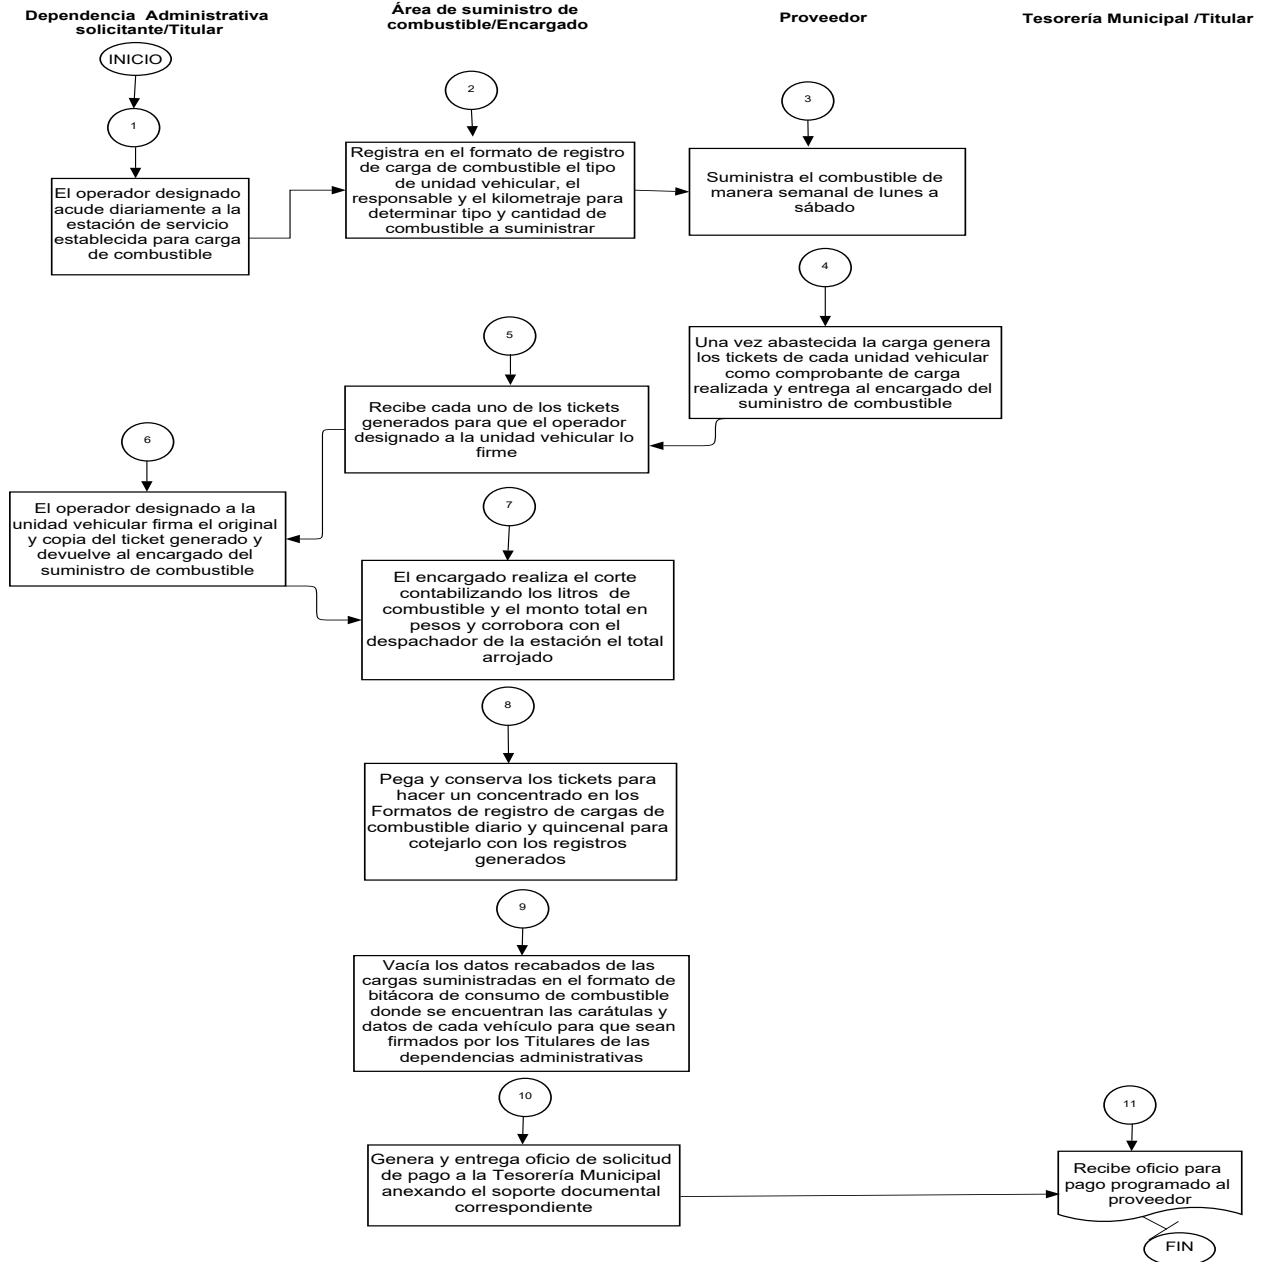 Dependencia  Administrativa
solicitante/Titular
Área de suministro de
combustible/Encargado
Proveedor
Tesorería Municipal /Titular
INICIO
1
El operador designado
acude diariamente a la
estación de servicio
establecida para carga
de combustible
2
Registra en el formato de registro
de carga de combustible el tipo
de unidad vehicular, el
responsable y el kilometraje para
determinar tipo y cantidad de
combustible a suministrar
3
Suministra el combustible de
manera semanal de lunes a
sábado
4
Una vez abastecida la carga genera
los tickets de cada unidad vehicular
como comprobante de carga
realizada y entrega al encargado del
suministro de combustible
5
Recibe cada uno de los tickets
generados para que el operador
designado a la unidad vehicular lo
firme
6
El operador designado a la
unidad vehicular firma el original
y copia del ticket generado y
devuelve al encargado del
suministro de combustible
7
El encargado realiza el corte
contabilizando los litros  de
combustible y el monto total en
pesos y corrobora con el
despachador de la estación el total
arrojado
8
Pega y conserva los tickets para
hacer un concentrado en los
Formatos de registro de cargas de
combustible diario y quincenal para
cotejarlo con los registros
generados
9
Vacía los datos recabados de las
cargas suministradas en el formato de
bitácora de consumo de combustible
donde se encuentran las carátulas y
datos de cada vehículo para que sean
firmados por los Titulares de las
dependencias administrativas
10
Genera y entrega oficio de solicitud
de pago a la Tesorería Municipal
anexando el soporte documental
correspondiente
11
Recibe oficio para
pago programado al
proveedor
FIN